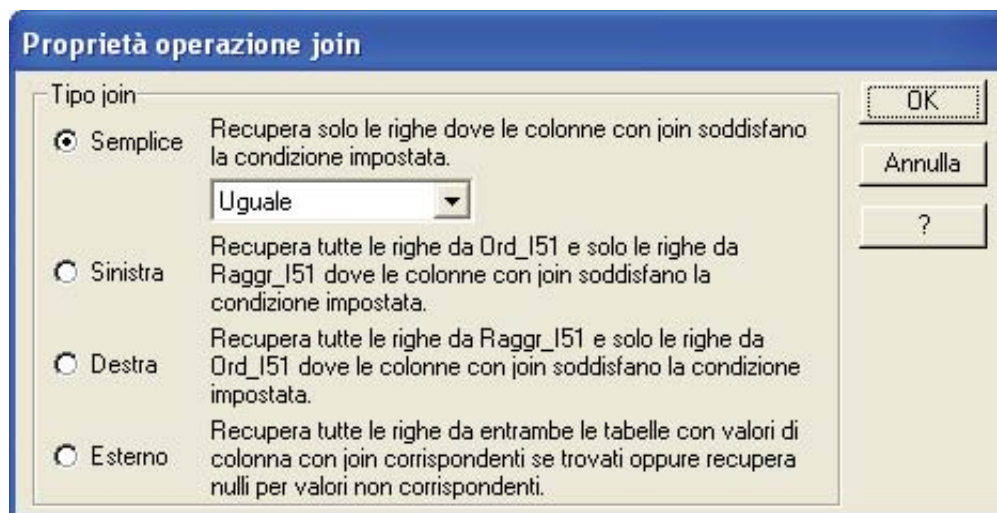 Proprietà operazione join
Tipo join
Semplice
Recupera solo le righe dove le colonne con join soddisfano
la condizione impostata.
Uguale
Sinistra
Recupera tutte le righe da Ord_I51 e solo le righe da
Raggr_I51 dove le colonne con join soddisfano la
condizione impostata.
Destra
Recupera tutte le righe da Raggr_I51 e solo le righe da
Ord_I51 dove le colonne con join soddisfano la condizione
impostata.
Esterno
Recupera tutte le righe da entrambe le tabelle con valori di
colonna con join corrispondenti se trovati oppure recupera
nulli per valori non corrispondenti.
OK
Annulla
?